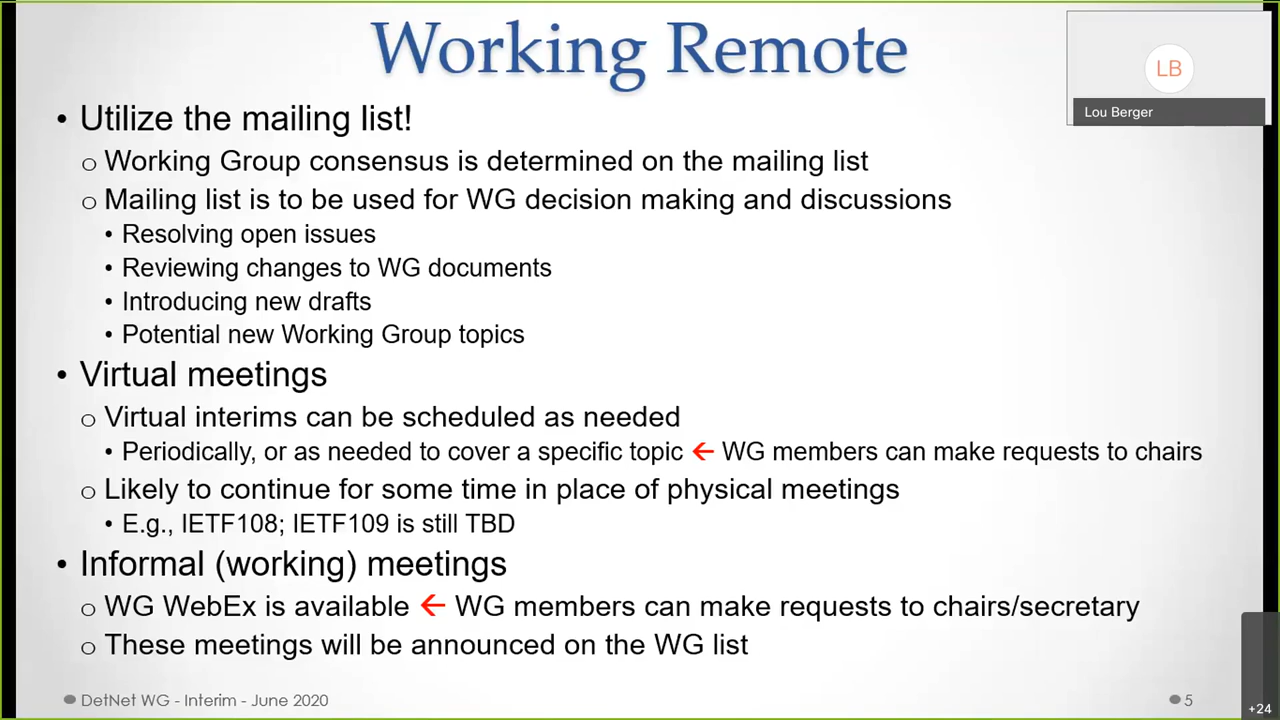 Working Remote
LB
Lou Berger
• Utilize the mailing list!
o Working Group consensus is determined on the mailing list
o Mailing list is to be used for WG decision making and discussions
• Resolving open issues
• Reviewing changes to WG documents
• Introducing new drafts
• Potential new Working Group topics
• Virtual meetings
o Virtual interims can be scheduled as needed
• Periodically, or as needed to cover a specific topic ← WG members can make requests to chairs
o Likely to continue for some time in place of physical meetings
• E.g., IETF108; IETF109 is still TBD
• Informal (working) meetings
o WG WebEx is available ← WG members can make requests to chairs/secretary
o These meetings will be announced on the WG list
● DetNet WG - Interim - June 2020
● 5
+24